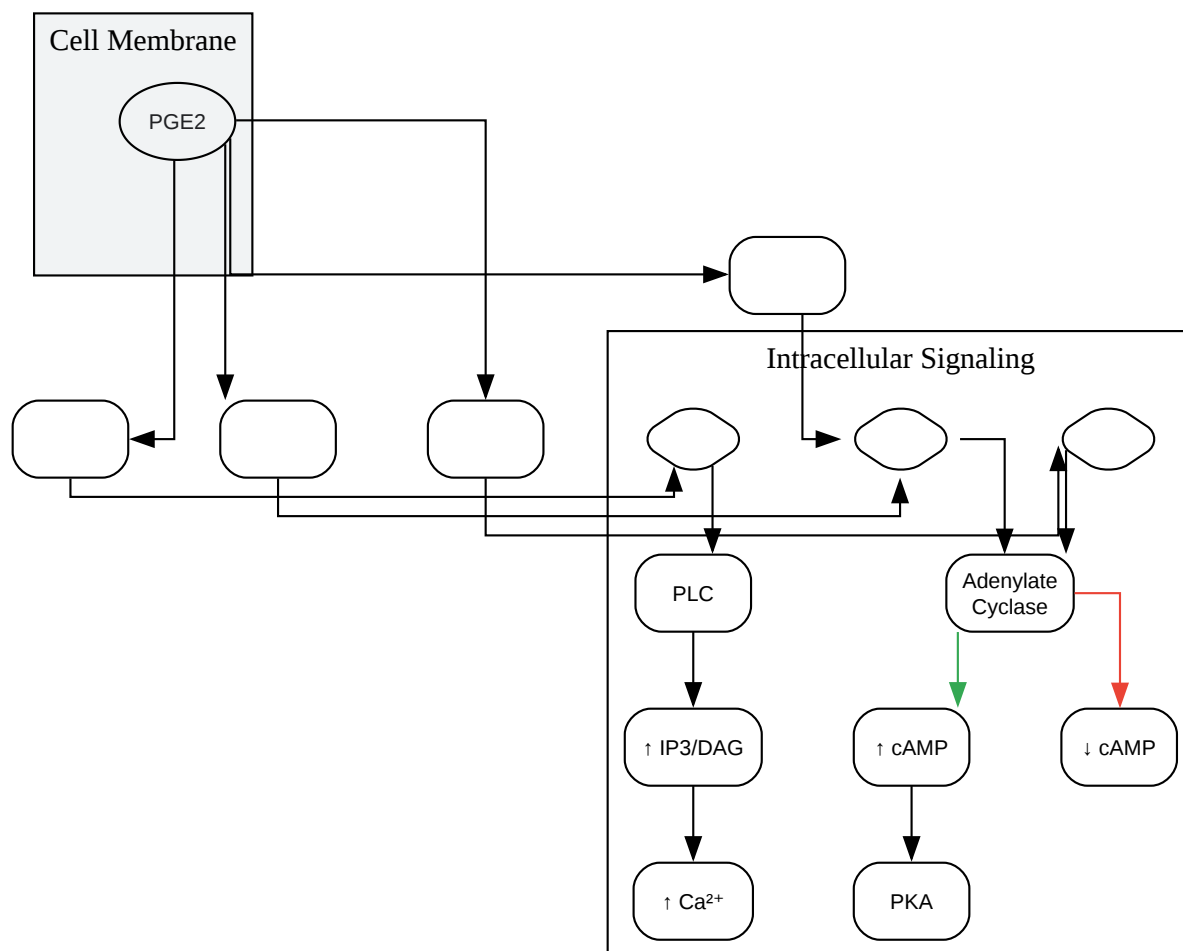 Cell Membrane
PGE2
Intracellular Signaling
PLC
Adenylate
Cyclase
↑ IP3/DAG
↑ cAMP
↓ cAMP
↑ Ca²⁺
PKA